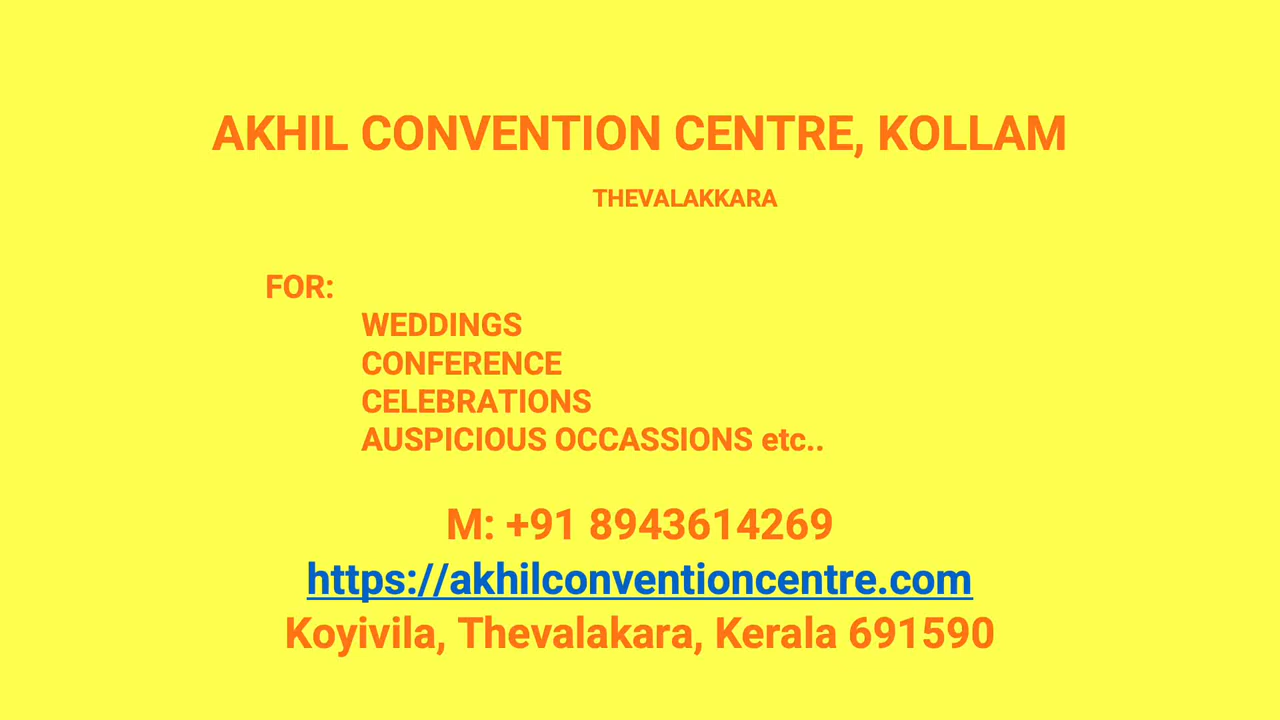 AKHIL CONVENTION CENTRE, KOLLAM
THEVALAKKARA
FOR:
WEDDINGS
CONFERENCE
CELEBRATIONS
AUSPICIOUS OCCASSIONS etc..
M: +91 8943614269
https://akhilconventioncentre.com
Koyivila, Thevalakara, Kerala 691590